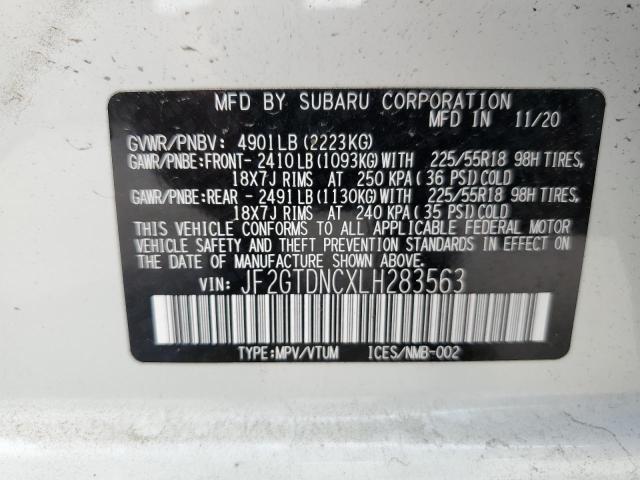 MFD BY SUBARU CORPORATION
MFD IN 11/20
GVWR/PNBV: 4901LB (2223KG)
GAWR/PNBE:FRONT- 2410LB(1093KG)WITH 225/55R18 98H TIRES,
18X7J RIMS AT 250 KPA (36 PSI)COLD
GAWR/PNBE:REAR - 2491LB(1130KG)WITH 225/55R18 98H TIRES,
18X7J RIMS AT 240 KPA (35 PSI)COLD
THIS VEHICLE CONFORMS TO ALL APPLICABLE FEDERAL MOTOR
VEHICLE SAFETY AND THEFT PREVENTION STANDARDS IN EFFECT
ON THE DATE OF MANUFACTURE SHOWN ABOVE.
VIN: JF2GTDNCXLH283563
TYPE:MPV/VTUM ICES/NMB-002